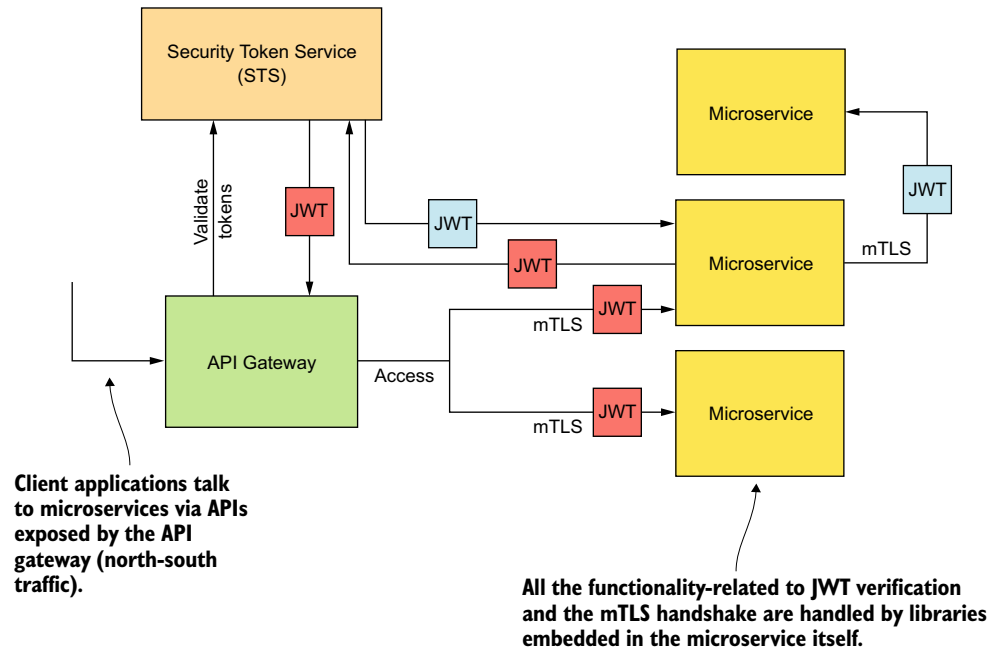 Security Token Service
(STS)
Microservice
JWT
Validate
tokens
JWT
JWT
Microservice
mTLS
JWT
JWT
mTLS
API Gateway
Access
JWT
mTLS
Microservice
Client applications talk
to microservices via APIs
exposed by the API
gateway (north-south
traffic).
All the functionality-related to JWT verification
and the mTLS handshake are handled by libraries
embedded in the microservice itself.